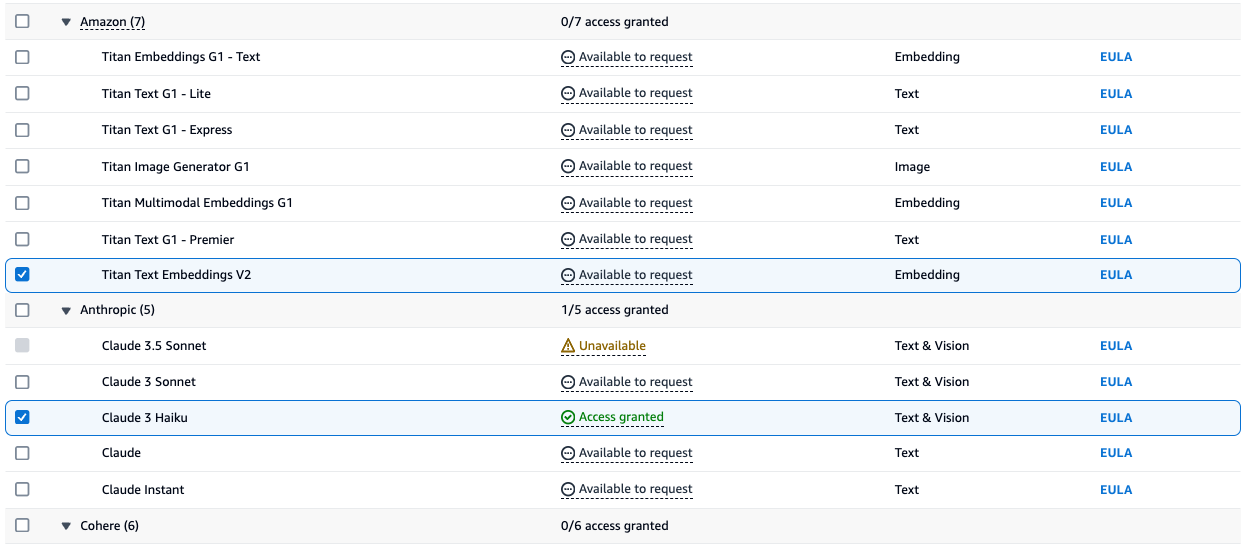 Amazon (7) 0/7 access granted
Titan Embeddings G1 - Text Available to request Embedding EULA
Titan Text G1 - Lite Available to request Text EULA
Titan Text G1 - Express Available to request Text EULA
Titan Image Generator G1 Available to request Image EULA
Titan Multimodal Embeddings G1 Available to request Embedding EULA
Titan Text G1 - Premier Available to request Text EULA
Titan Text Embeddings V2 Available to request Embedding EULA
Anthropic (5) 1/5 access granted
Claude 3.5 Sonnet Unavailable Text & Vision EULA
Claude 3 Sonnet Available to request Text & Vision EULA
Claude 3 Haiku Access granted Text & Vision EULA
Claude Available to request Text EULA
Claude Instant Available to request Text EULA
Cohere (6) 0/6 access granted